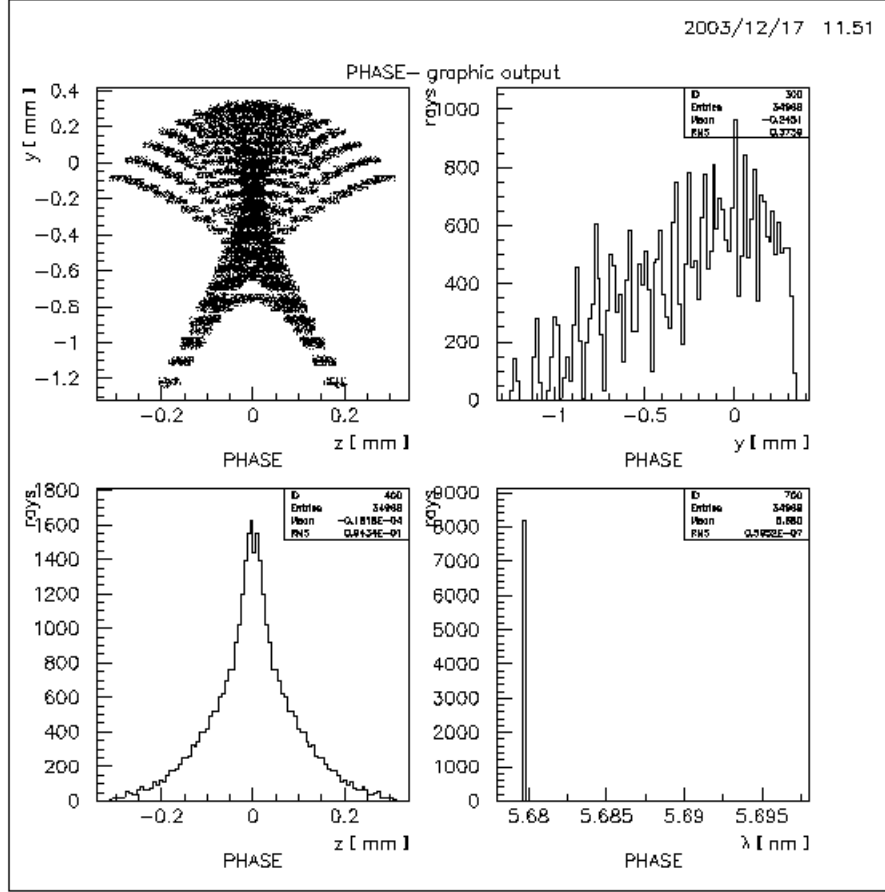 2003/12/17 11.51
PHASE- graphic output
y [ mm ]
0.4
0.2
0
-0.2
-0.4
-0.6
-0.8
-1
-1.2
-0.2 0 0.2
z [ mm ]
PHASE
rays
1000
800
600
400
200
0
ID 300
Entries 34968
Mean
RMS
-1 -0.5 0
y [ mm ]
PHASE
rays
1800
1600
1400
1200
1000
800
600
400
200
0
ID 400
Entries 34968
Mean
RMS
-0.2 0 0.2
z [ mm ]
PHASE
rays
9000
8000
7000
6000
5000
4000
3000
2000
1000
0
ID 700
Entries 34968
Mean 5.680
RMS
5.68 5.685 5.69 5.695
λ [ nm ]
PHASE